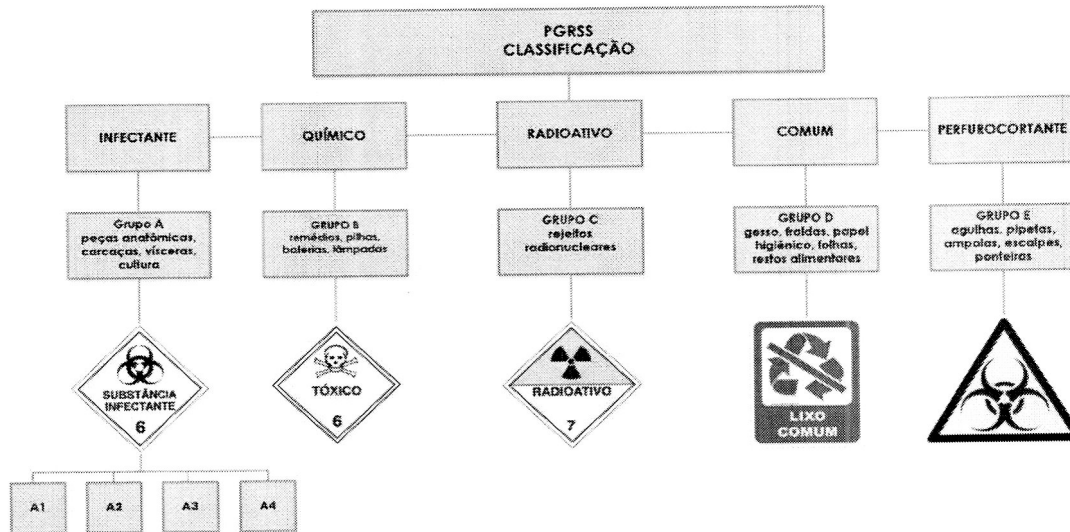 PGRSS
CLASSIFICAÇÃO
INFECTANTE
QUÍMICO
RADIOATIVO
COMUM
PERFUROCORTANTE
Grupo A
peças anatômicas,
carcaças, vísceras,
cultura
GRUPO B
remédios, pilhas,
baterias, lâmpadas
GRUPO C
rejeitos
radionucleares
GRUPO D
gesso, fraldas, papel
higiênico, folhas,
restos alimentares
GRUPO E
agulhas, pipetas,
ampolas, escalpes,
ponteiras
SUBSTÂNCIA
INFECTANTE
6
TÓXICO
6
RADIOATIVO
7
LIXO
COMUM
A1
A2
A3
A4